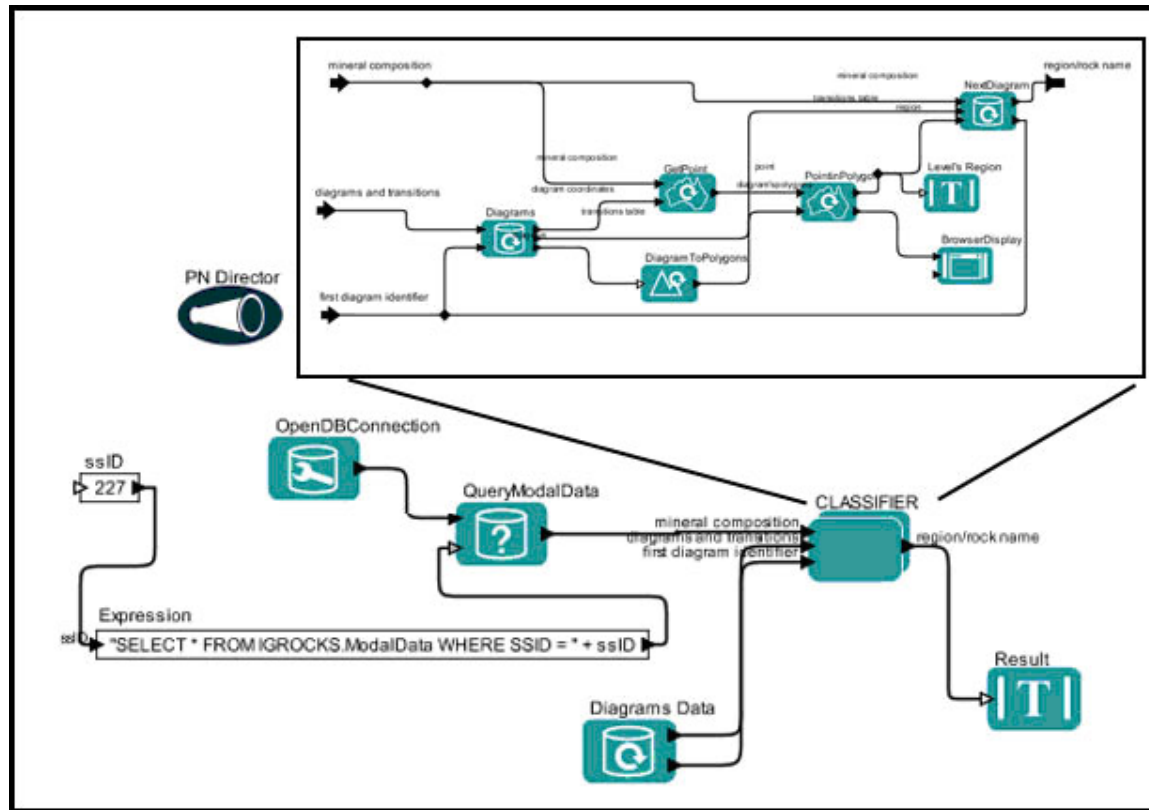 mineral composition
region/rock name
mineral composition
NextDiagram
transitions table
region
mineral composition
GetPoint
point
Level's Region
T
diagrams and transitions
diagram coordinates
diagram's polygons
PointinPolygon
Diagrams
transitions table
BrowserDisplay
DiagramToPolygons
PN Director
first diagram identifier
OpenDBConnection
ssID
227
QueryModalData
?
CLASSIFIER
mineral composition
diagrams and transitions
first diagram identifier
region/rock name
Expression
ssID
"SELECT * FROM IGROCKS.ModalData WHERE SSID = " + ssID
Result
T
Diagrams Data